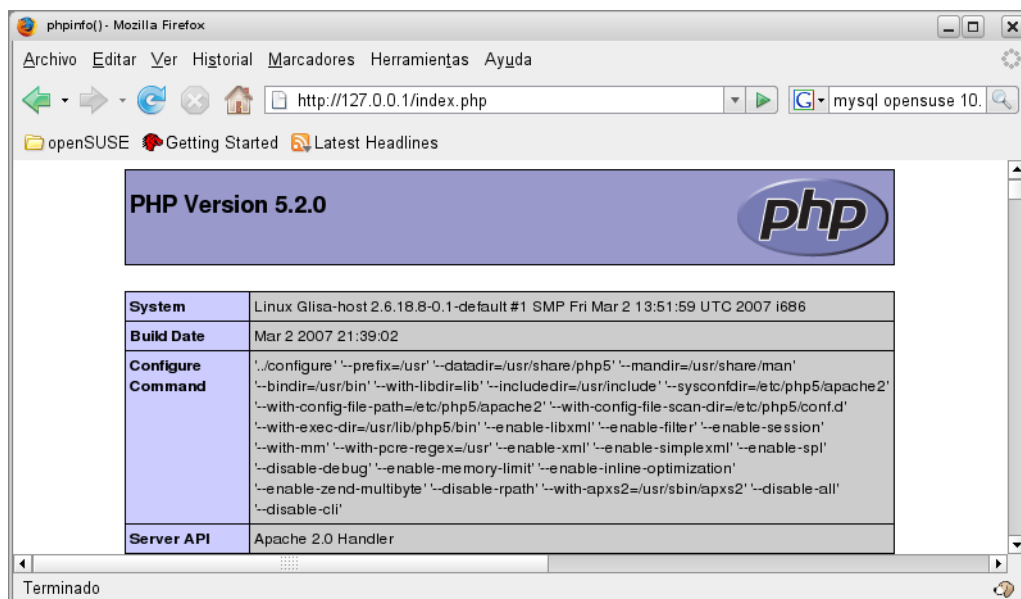 phpinfo() - Mozilla Firefox
Archivo Editar Ver Historial Marcadores Herramientas Ayuda
http://127.0.0.1/index.php
G
mysql opensuse 10.
openSUSE Getting Started Latest Headlines
PHP Version 5.2.0
php
System Linux Glisa-host 2.6.18.8-0.1-default #1 SMP Fri Mar 2 13:51:59 UTC 2007 i686
Build Date Mar 2 2007 21:39:02
Configure Command
'../configure' '--prefix=/usr' '--datadir=/usr/share/php5' '--mandir=/usr/share/man'
'--bindir=/usr/bin' '--with-libdir=lib' '--includedir=/usr/include' '--sysconfdir=/etc/php5/apache2'
'--with-config-file-path=/etc/php5/apache2' '--with-config-file-scan-dir=/etc/php5/conf.d'
'--with-exec-dir=/usr/lib/php5/bin' '--enable-libxml' '--enable-filter' '--enable-session'
'--with-mm' '--with-pcre-regex=/usr' '--enable-xml' '--enable-simplexml' '--enable-spl'
'--disable-debug' '--enable-memory-limit' '--enable-inline-optimization'
'--enable-zend-multibyte' '--disable-rpath' '--with-apxs2=/usr/sbin/apxs2' '--disable-all'
'--disable-cli'
Server API Apache 2.0 Handler
Terminado